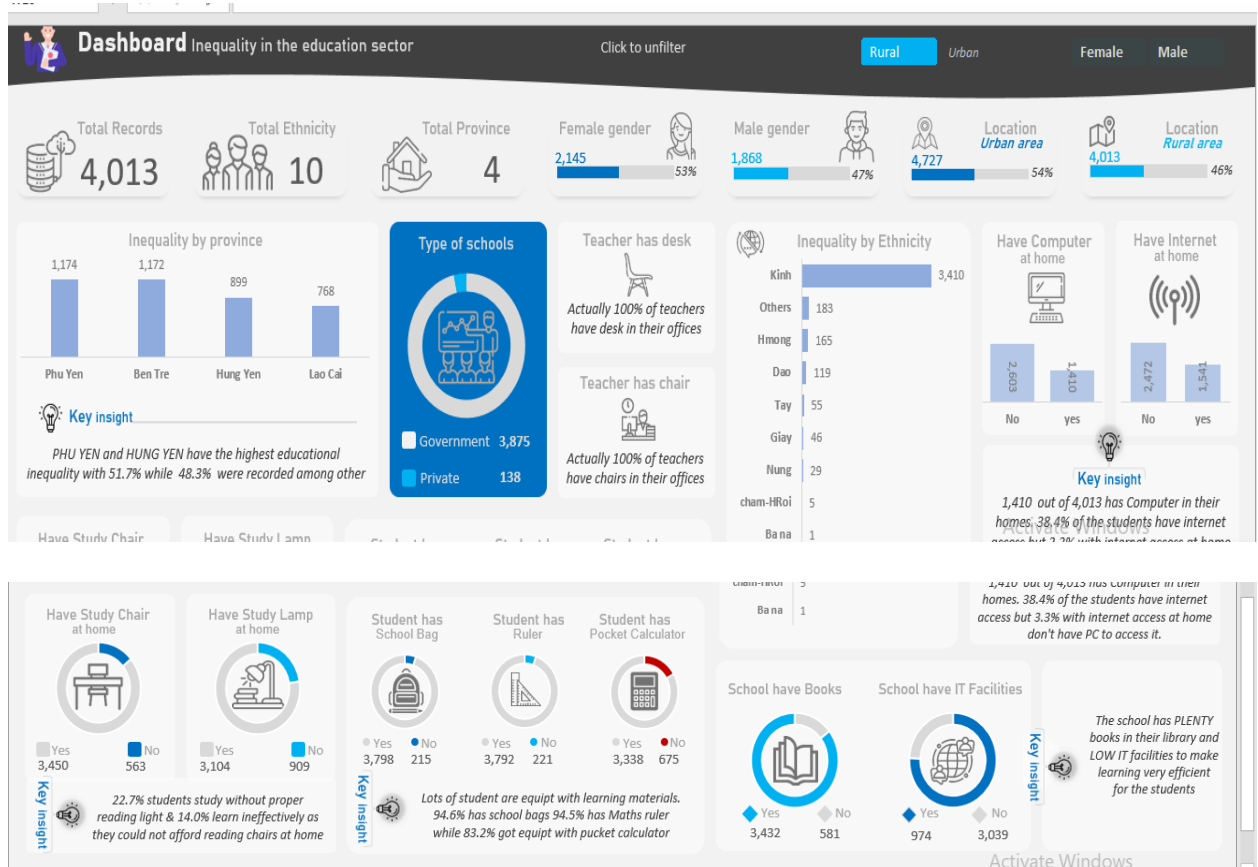 Dashboard Inequality in the education sector
Click to unfilter
Rural
Urban
Female
Male
Total Records
4,013
Total Ethnicity
10
Total Province
4
Female gender
2,145
53%
Male gender
1,868
47%
Location
Urban area
4,727
54%
Location
Rural area
4,013
46%
Inequality by province
1,174
1,172
899
768
Phu Yen
Ben Tre
Hung Yen
Lao Cai
Key insight
PHU YEN and HUNG YEN have the highest educational
inequality with 51.7% while 48.3% were recorded among other
Type of schools
Government 3,875
Private 138
Teacher has desk
Actually 100% of teachers
have desk in their offices
Teacher has chair
Actually 100% of teachers
have chairs in their offices
Inequality by Ethnicity
Kinh 3,410
Others 183
Hmong 165
Dao 119
Tay 55
Giay 46
Nung 29
cham-HRoi 5
Ba na 1
Have Computer
at home
2,603
1,410
No
yes
Have Internet
at home
2,472
1,541
No
yes
Key insight
1,410 out of 4,013 has Computer in their
homes. 38.4% of the students have internet
access but 3.3% with internet access at home
Activate Windows
Have Study Chair
Have Study Lamp
cham-HRoi 5
Ba na 1
1,410 out of 4,013 has Computer in their
homes. 38.4% of the students have internet
access but 3.3% with internet access at home
don't have PC to access it.
Have Study Chair
at home
Yes
No
3,450
563
Have Study Lamp
at home
Yes
No
3,104
909
Key insight
22.7% students study without proper
reading light & 14.0% learn ineffectively as
they could not afford reading chairs at home
Student has
School Bag
Yes
No
3,798
215
Student has
Ruler
Yes
No
3,792
221
Student has
Pocket Calculator
Yes
No
3,338
675
Key insight
Lots of student are equipt with learning materials.
94.6% has school bags 94.5% has Maths ruler
while 83.2% got equipt with pucket calculator
School have Books
Yes
No
3,432
581
School have IT Facilities
Yes
No
974
3,039
Key insight
The school has PLENTY
books in their library and
LOW IT facilities to make
learning very efficient
for the students
Activate Windows